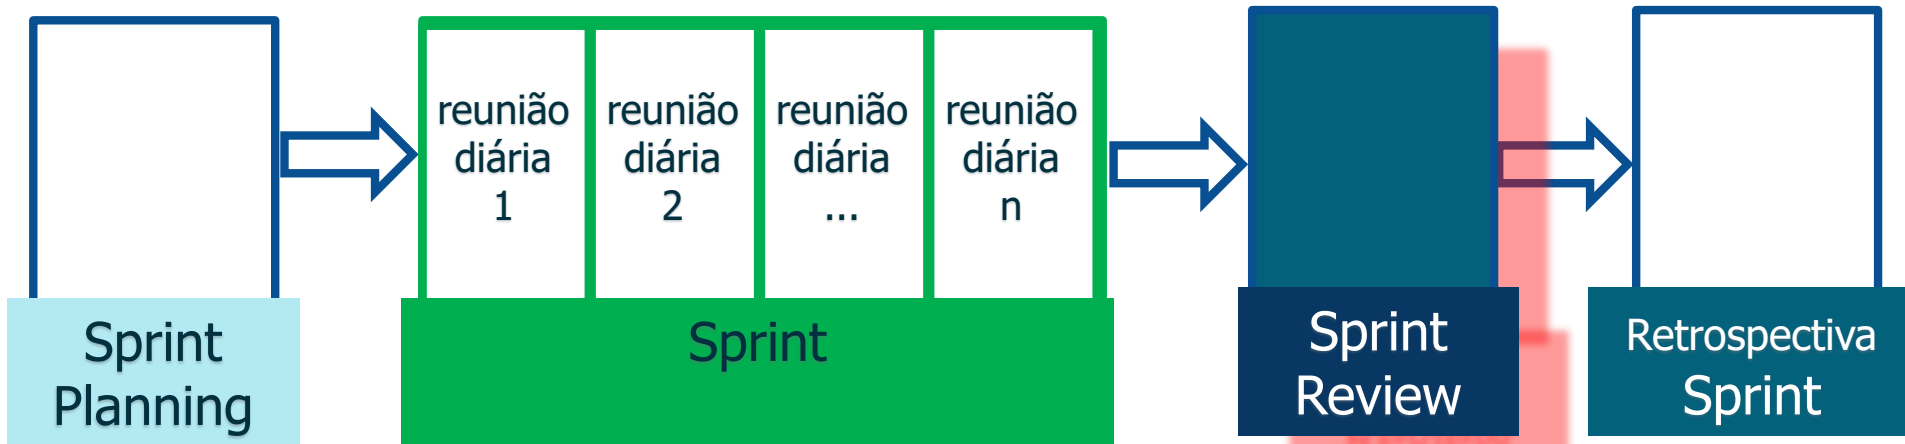 reunião
diária
1
reunião
diária
2
reunião
diária
...
reunião
diária
n
Sprint
Planning
Sprint
Sprint
Review
Retrospectiva
Sprint